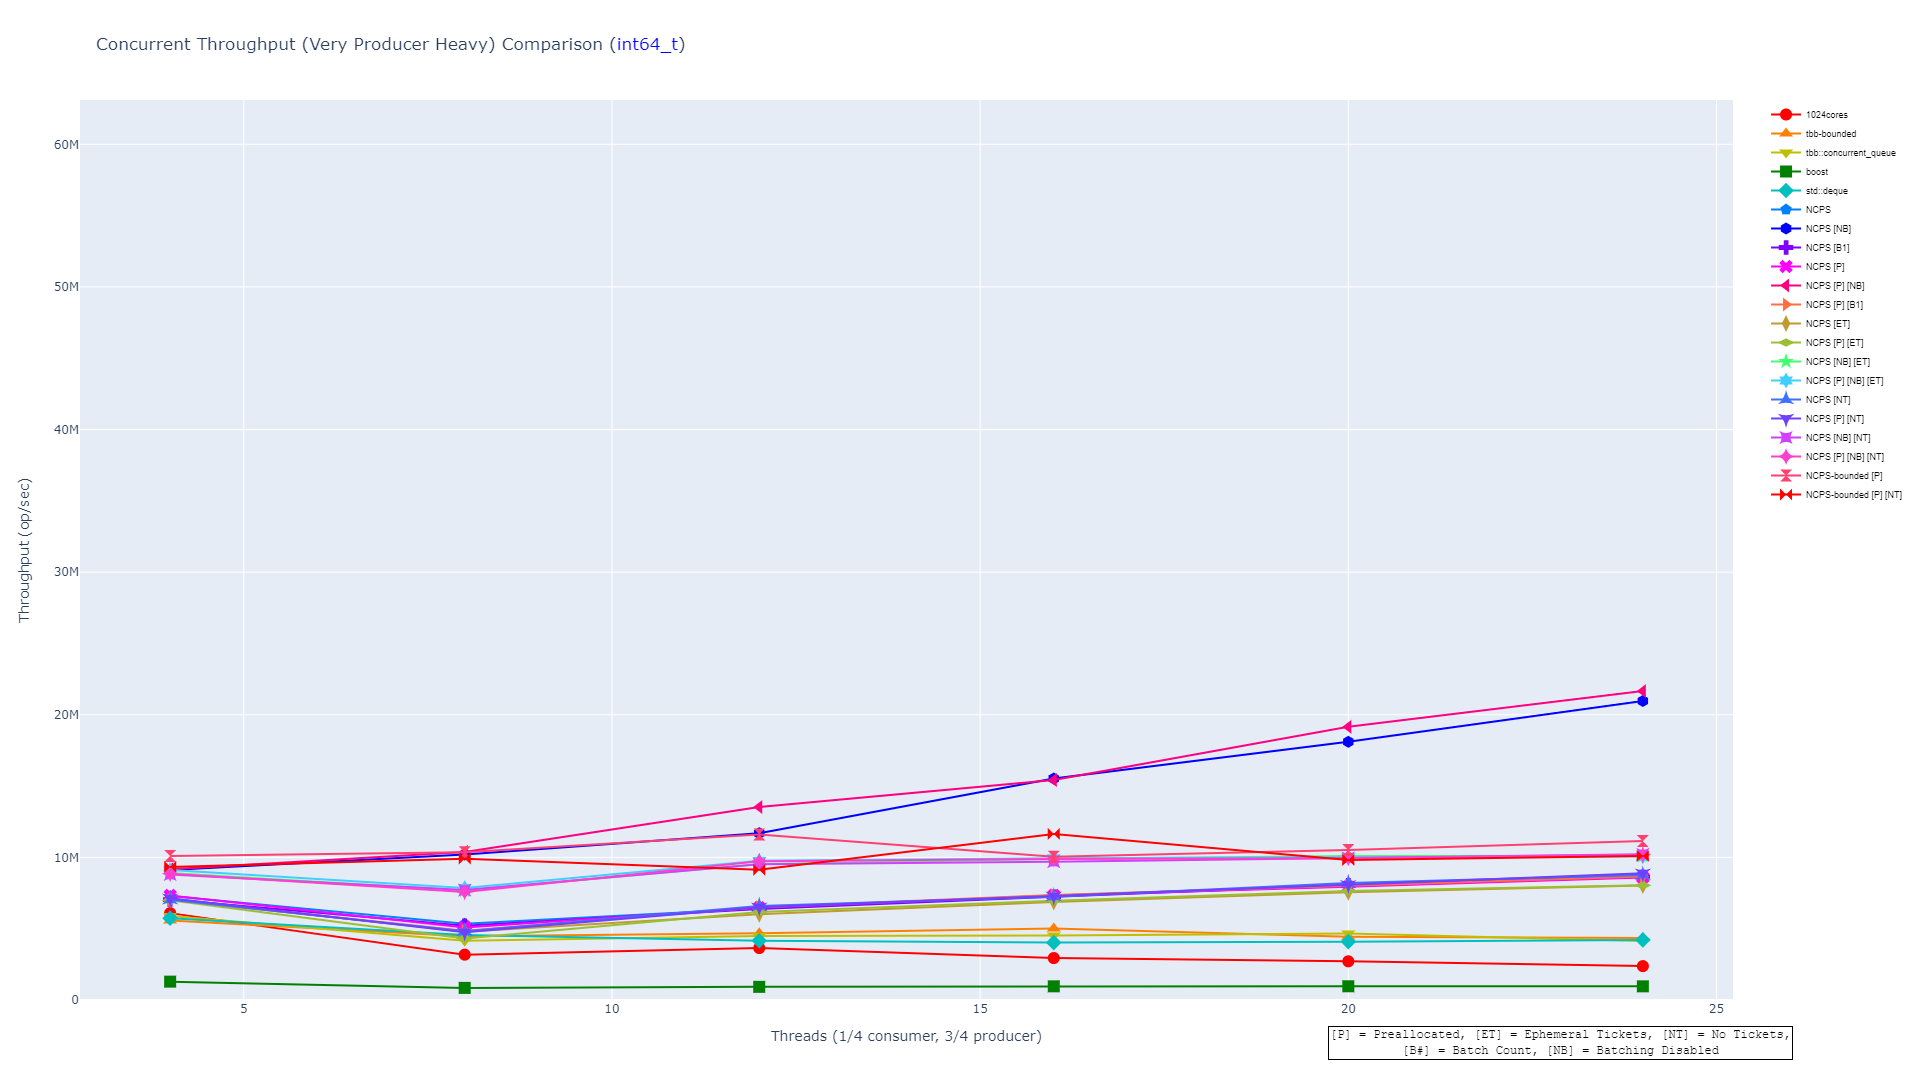 Concurrent Throughput (Very Producer Heavy) Comparison (int64_t)
60M
50M
40M
30M
20M
10M
0
Throughput (op/sec)
5
10
15
20
25
Threads (1/4 consumer, 3/4 producer)
1024cores
tbb-bounded
tbb::concurrent_queue
boost
std::deque
NCPS
NCPS [NB]
NCPS [B1]
NCPS [P]
NCPS [P] [NB]
NCPS [P] [B1]
NCPS [ET]
NCPS [P] [ET]
NCPS [NB] [ET]
NCPS [P] [NB] [ET]
NCPS [NT]
NCPS [P] [NT]
NCPS [NB] [NT]
NCPS [P] [NB] [NT]
NCPS-bounded [P]
NCPS-bounded [P] [NT]
[P] = Preallocated, [ET] = Ephemeral Tickets, [NT] = No Tickets,
[B#] = Batch Count, [NB] = Batching Disabled